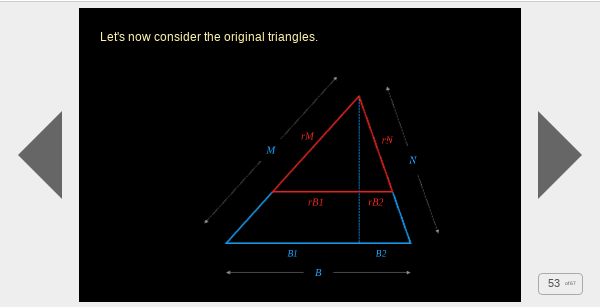 Let's now consider the original triangles.
rM
rN
M
N
rB1
rB2
B1
B2
B
53 of 67